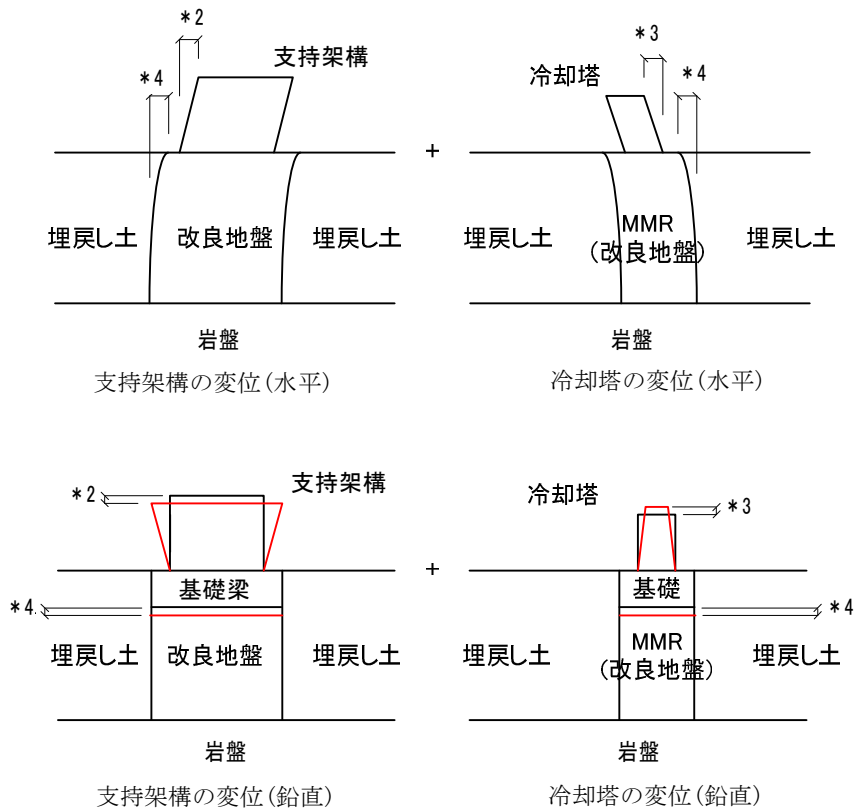 *2
支持架構
*4
埋戻し土
改良地盤
埋戻し土
岩盤
支持架構の変位(水平)
+
*3
冷却塔
*4
埋戻し土
MMR
(改良地盤)
埋戻し土
岩盤
冷却塔の変位(水平)
*2
支持架構
基礎梁
*4
埋戻し土
改良地盤
埋戻し土
岩盤
支持架構の変位(鉛直)
+
冷却塔
*3
基礎
*4
埋戻し土
MMR
(改良地盤)
埋戻し土
岩盤
冷却塔の変位(鉛直)